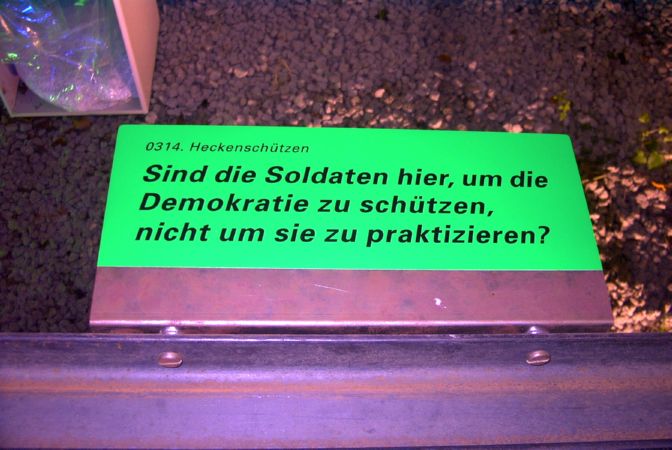 0314. Heckenschützen
Sind die Soldaten hier, um die
Demokratie zu schützen,
nicht um sie zu praktizieren?